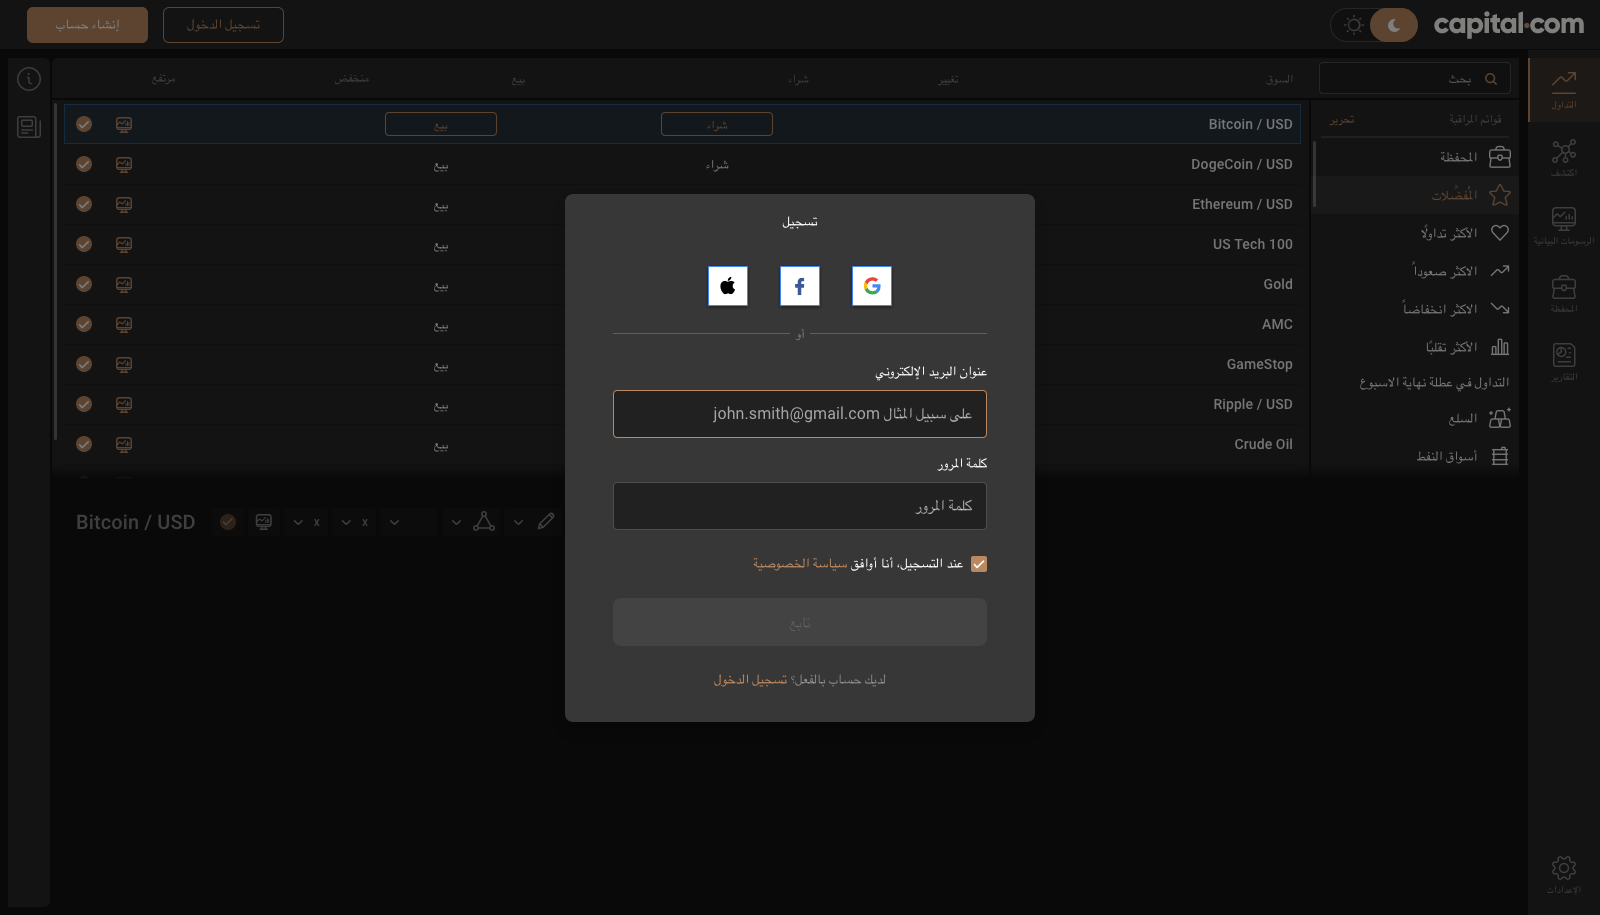 capital.com
تسجيل الدخول
إنشاء حساب
بحث
السوق
تغيير
شراء
بيع
منخفض
مرتفع
التداول
اكتشف
الرسومات البيانية
المحفظة
التقارير
الإعدادات
قوائم المراقبة
تحرير
المحفظة
المُفضَّلات
الأكثر تداولًا
الاكثر صعوداً
الاكثر انخفاضاً
الأكثر تقلبًا
التداول في عطلة نهاية الاسبوع
السلع
أسواق النفط
Bitcoin / USD
شراء
بيع
DogeCoin / USD
شراء
بيع
Ethereum / USD
بيع
US Tech 100
بيع
Gold
بيع
AMC
بيع
GameStop
بيع
Ripple / USD
بيع
Crude Oil
بيع
Bitcoin / USD
x
x
تسجيل
أو
عنوان البريد الإلكتروني
على سبيل المثال john.smith@gmail.com
كلمة المرور
كلمة المرور
عند التسجيل، أنا أوافق سياسة الخصوصية
تابع
لديك حساب بالفعل؟ تسجيل الدخول